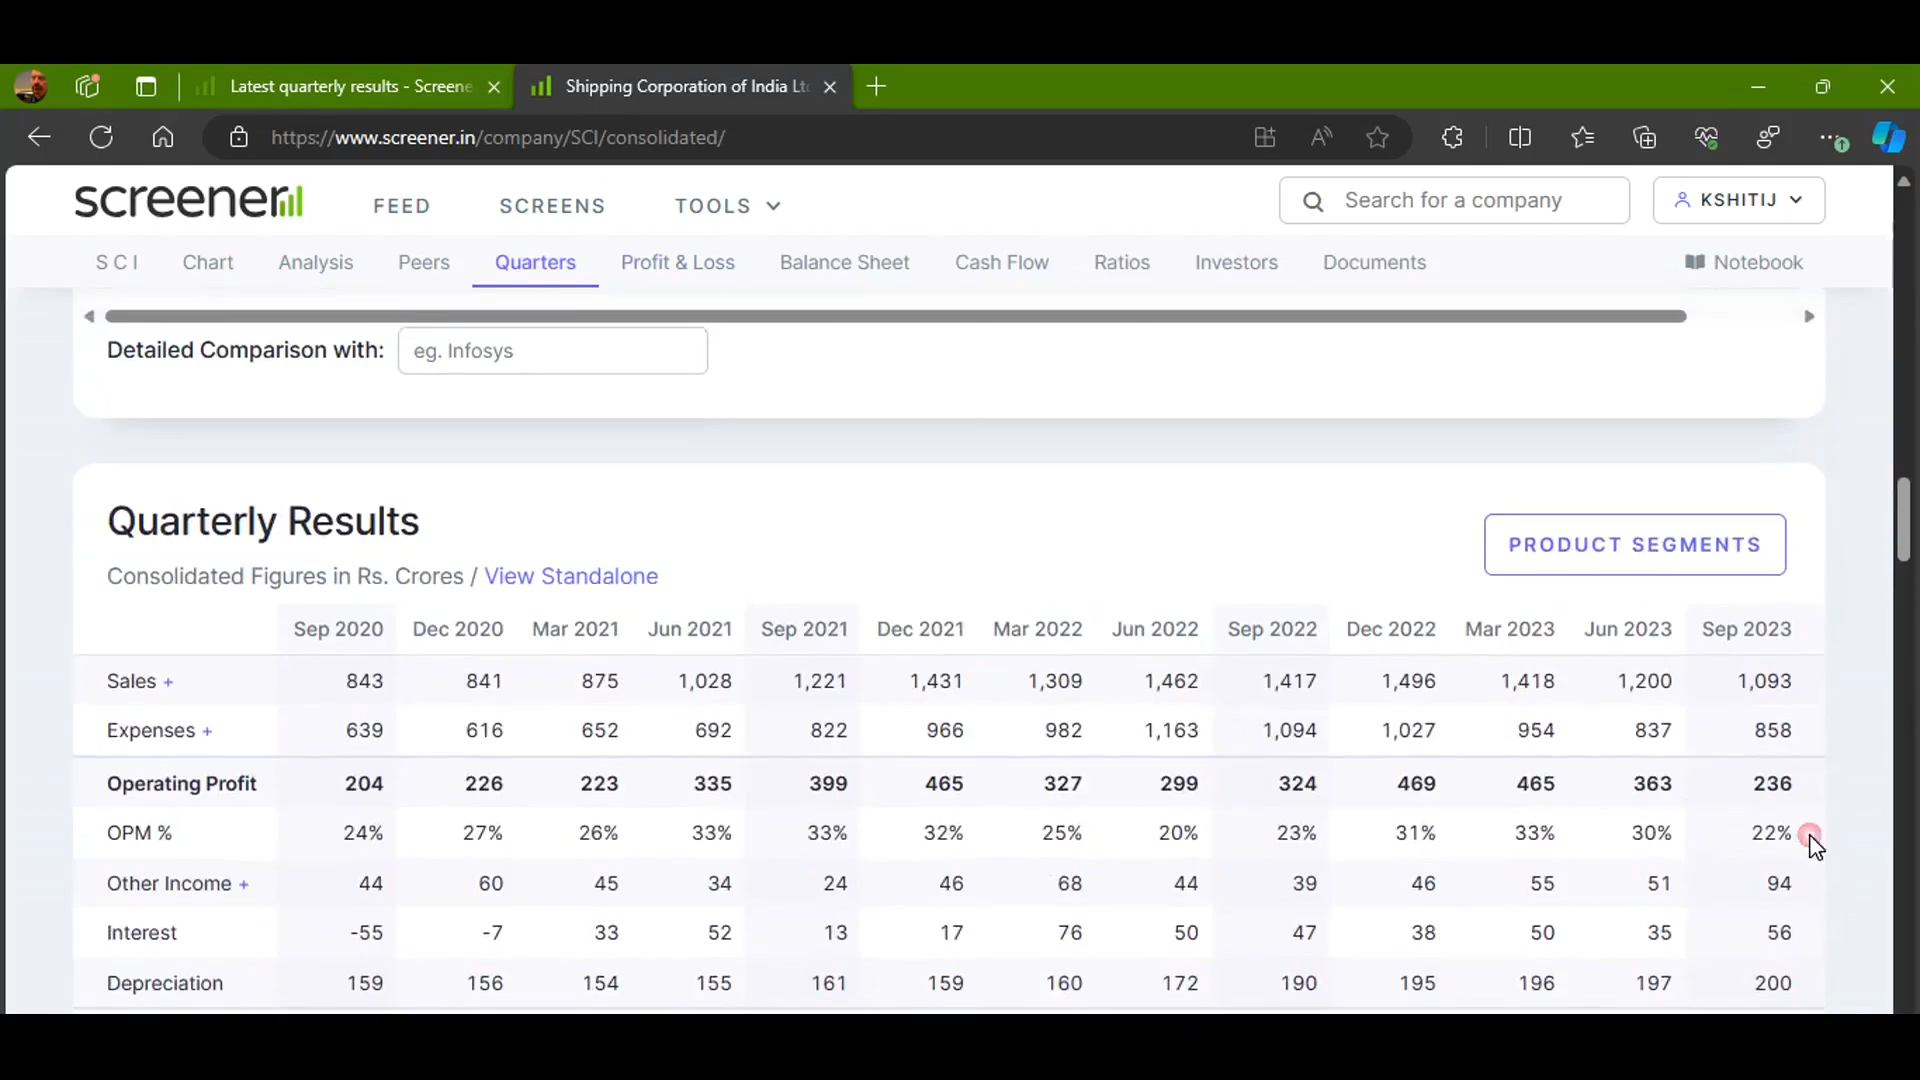 Latest quarterly results - Screene
Shipping Corporation of India Ltd
https://www.screener.in/company/SCI/consolidated/
screener
FEED SCREENS TOOLS
Search for a company
KSHITIJ
S C I Chart Analysis Peers Quarters Profit & Loss Balance Sheet Cash Flow Ratios Investors Documents Notebook
Detailed Comparison with: eg. Infosys
Quarterly Results
PRODUCT SEGMENTS
Consolidated Figures in Rs. Crores / View Standalone
Sep 2020 Dec 2020 Mar 2021 Jun 2021 Sep 2021 Dec 2021 Mar 2022 Jun 2022 Sep 2022 Dec 2022 Mar 2023 Jun 2023 Sep 2023
Sales + 843 841 875 1,028 1,221 1,431 1,309 1,462 1,417 1,496 1,418 1,200 1,093
Expenses + 639 616 652 692 822 966 982 1,163 1,094 1,027 954 837 858
Operating Profit 204 226 223 335 399 465 327 299 324 469 465 363 236
OPM % 24% 27% 26% 33% 33% 32% 25% 20% 23% 31% 33% 30% 22%
Other Income + 44 60 45 34 24 46 68 44 39 46 55 51 94
Interest -55 -7 33 52 13 17 76 50 47 38 50 35 56
Depreciation 159 156 154 155 161 159 160 172 190 195 196 197 200